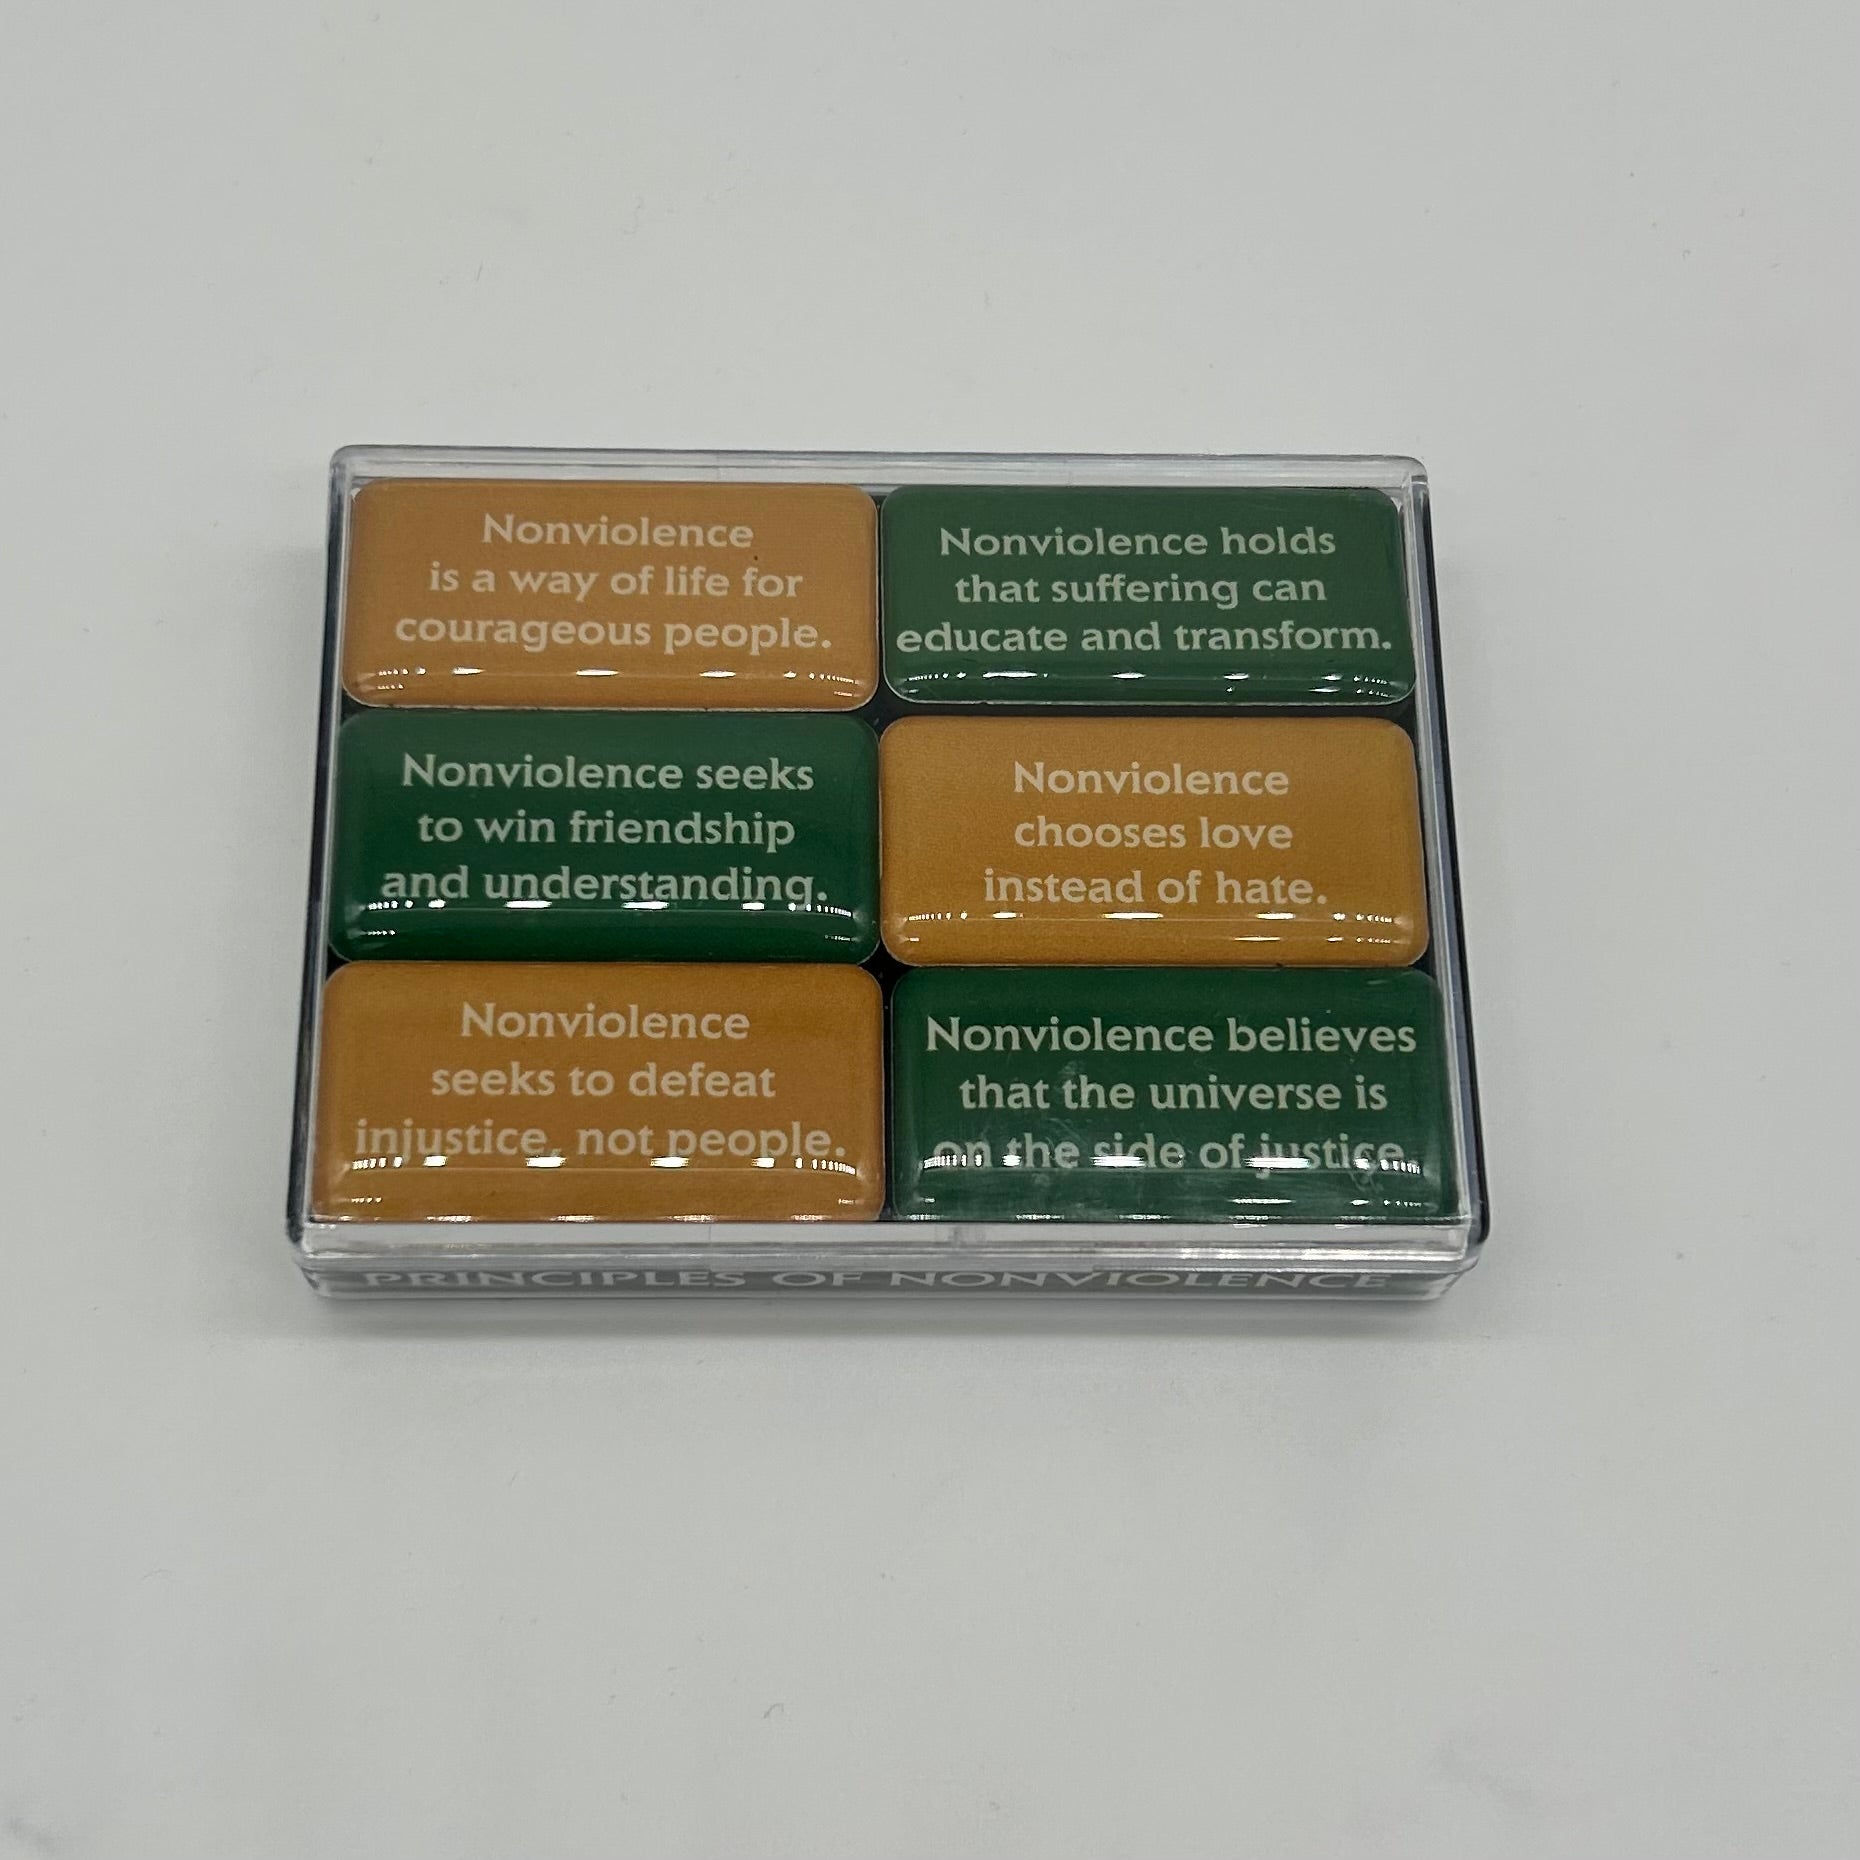 Nonviolence
is a way of life for
courageous people.
Nonviolence holds
that suffering can
educate and transform.
Nonviolence seeks
to win friendship
and understanding.
Nonviolence
chooses love
instead of hate.
Nonviolence
seeks to defeat
injustice, not people.
Nonviolence believes
that the universe is
on the side of justice.
PRINCIPLES OF NONVIOLENCE